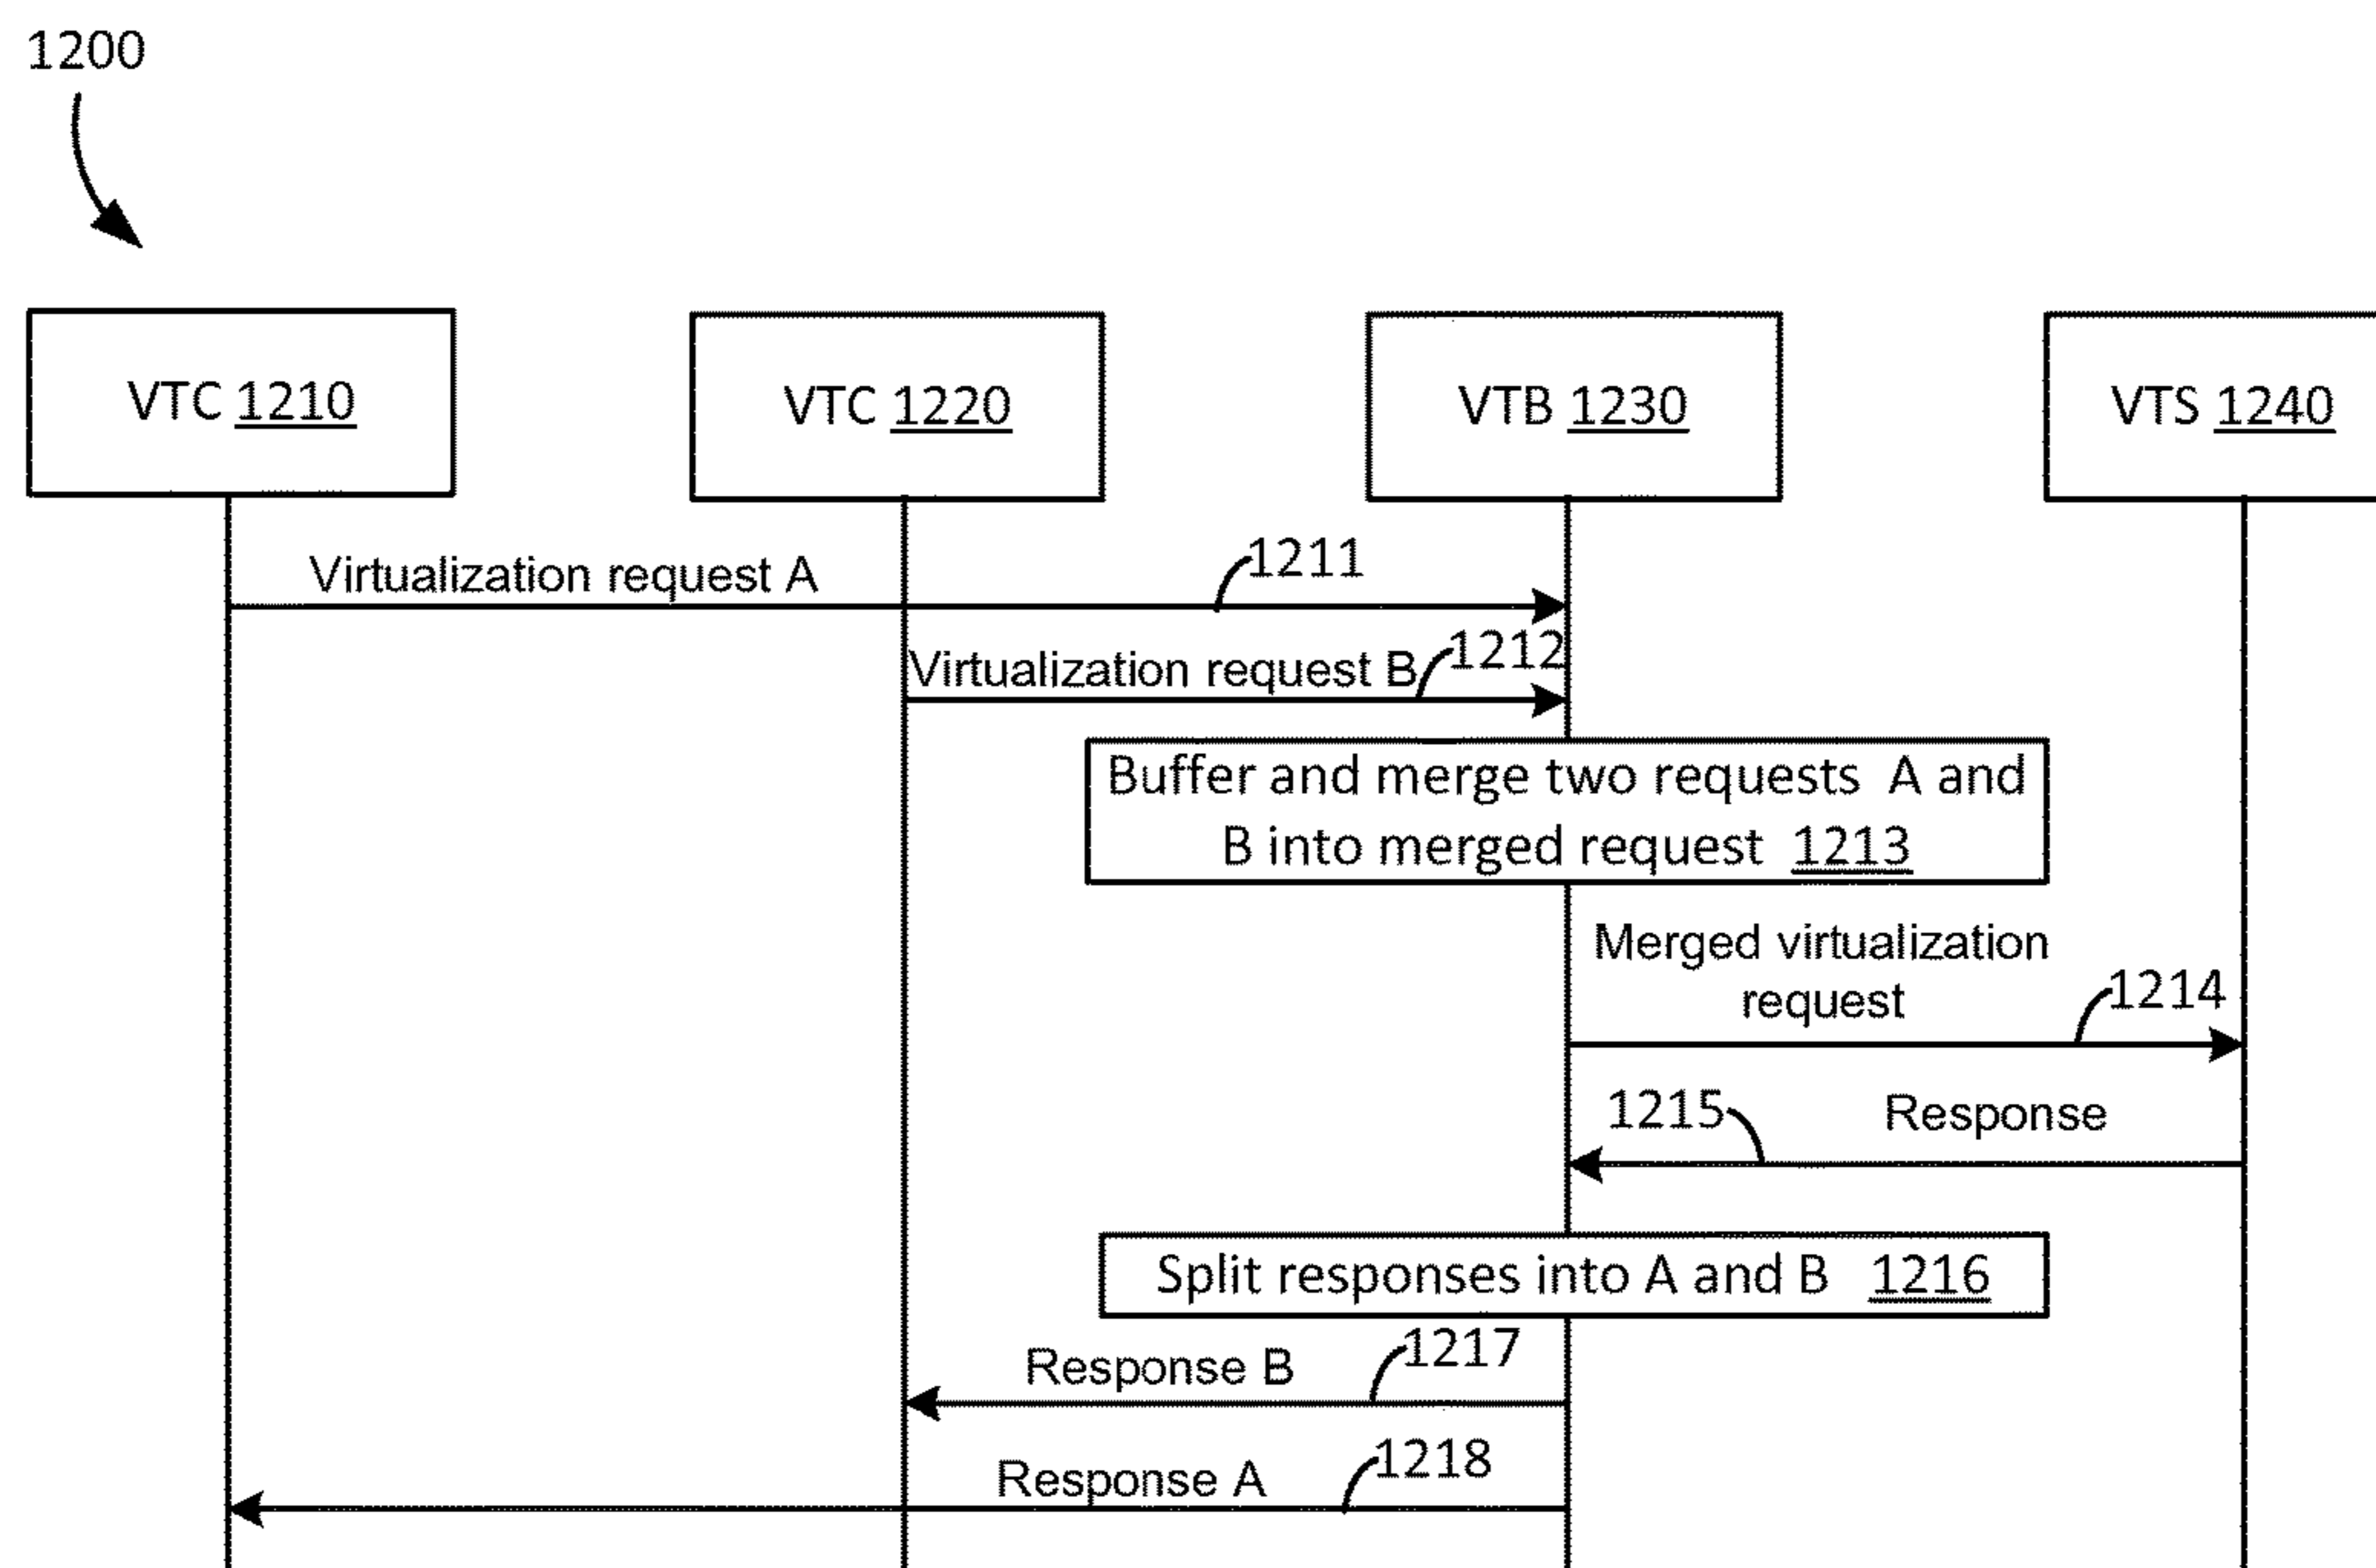 1200
VTC 1210
VTC 1220
VTB 1230
VTS 1240
Virtualization request A
1211
Virtualization request B
1212
Buffer and merge two requests A and
B into merged request 1213
Merged virtualization
request
1214
1215
Response
Split responses into A and B 1216
Response B
1217
Response A
1218